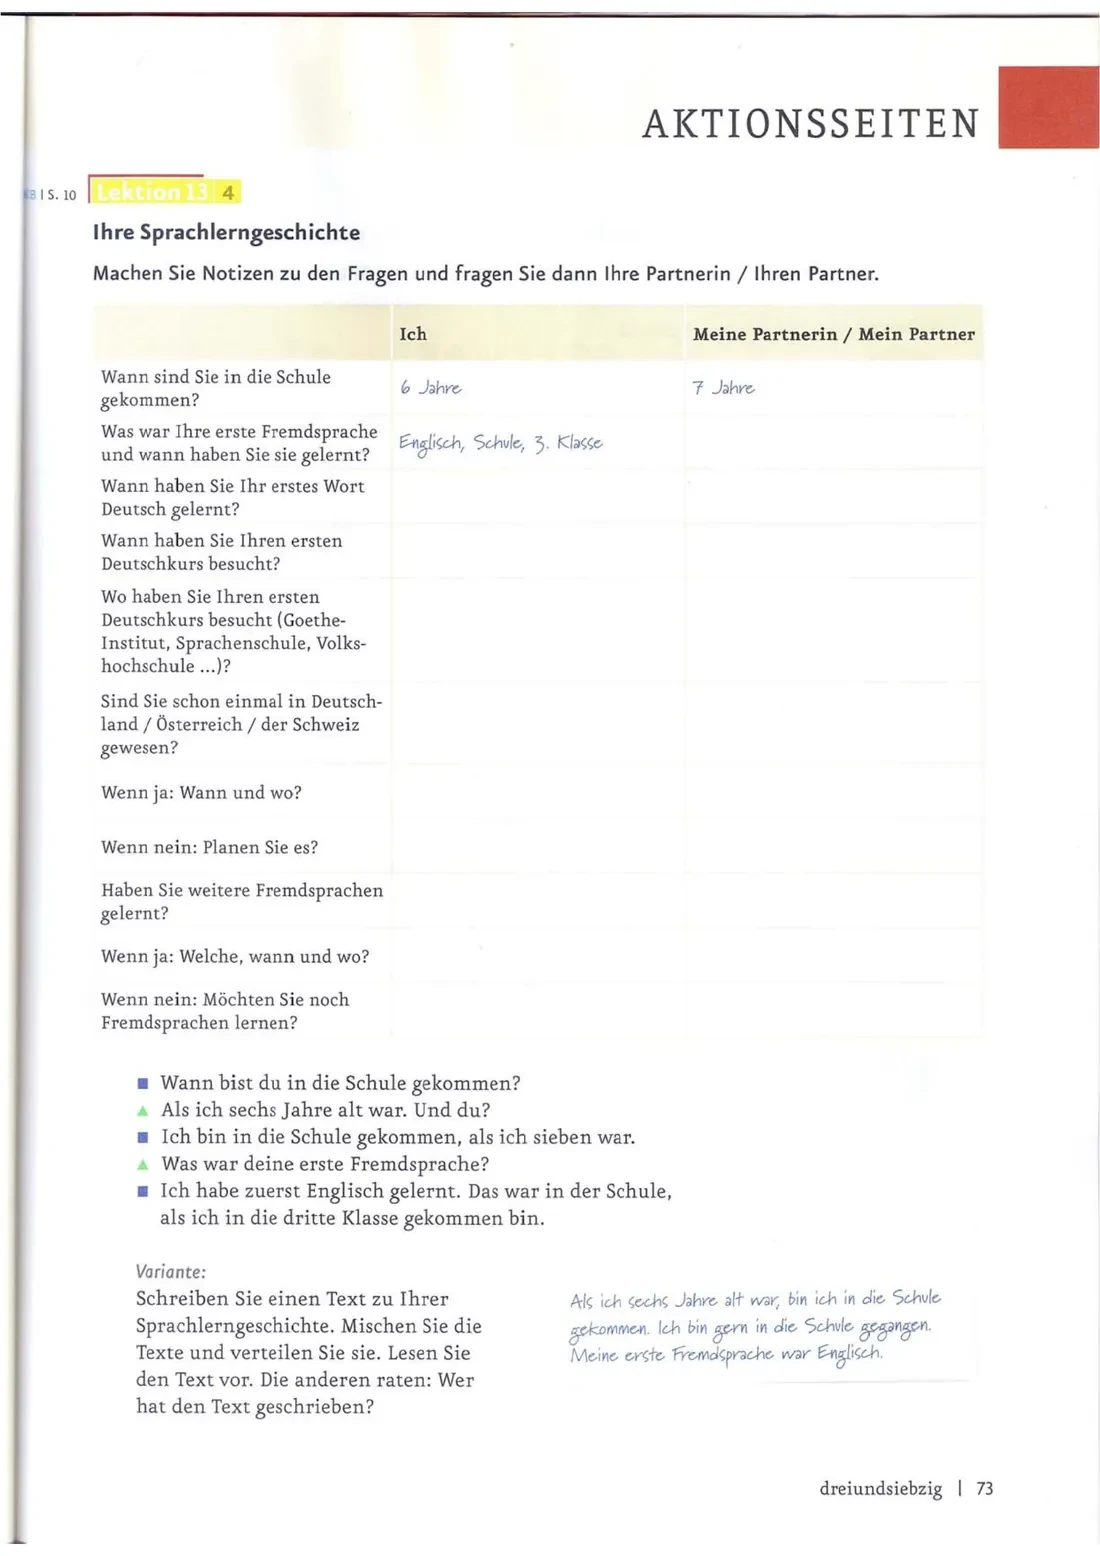 AKTIONSSEITEN
KB | S. 10 Lektion 13 4
Ihre Sprachlerngeschichte
Machen Sie Notizen zu den Fragen und fragen Sie dann Ihre Partnerin / Ihren Partner.
Ich Meine Partnerin / Mein Partner
Wann sind Sie in die Schule
gekommen?
6 Jahre 7 Jahre
Was war Ihre erste Fremdsprache
und wann haben Sie sie gelernt?
Englisch, Schule, 3. Klasse
Wann haben Sie Ihr erstes Wort
Deutsch gelernt?
Wann haben Sie Ihren ersten
Deutschkurs besucht?
Wo haben Sie Ihren ersten
Deutschkurs besucht (Goethe-
Institut, Sprachenschule, Volks-
hochschule ...)?
Sind Sie schon einmal in Deutsch-
land / Österreich / der Schweiz
gewesen?
Wenn ja: Wann und wo?
Wenn nein: Planen Sie es?
Haben Sie weitere Fremdsprachen
gelernt?
Wenn ja: Welche, wann und wo?
Wenn nein: Möchten Sie noch
Fremdsprachen lernen?
Wann bist du in die Schule gekommen?
Als ich sechs Jahre alt war. Und du?
Ich bin in die Schule gekommen, als ich sieben war.
Was war deine erste Fremdsprache?
Ich habe zuerst Englisch gelernt. Das war in der Schule,
als ich in die dritte Klasse gekommen bin.
Variante:
Schreiben Sie einen Text zu Ihrer
Sprachlerngeschichte. Mischen Sie die
Texte und verteilen Sie sie. Lesen Sie
den Text vor. Die anderen raten: Wer
hat den Text geschrieben?
Als ich sechs Jahre alt war, bin ich in die Schule
gekommen. Ich bin gern in die Schule gegangen.
Meine erste Fremdsprache war Englisch.
dreiundsiebzig | 73